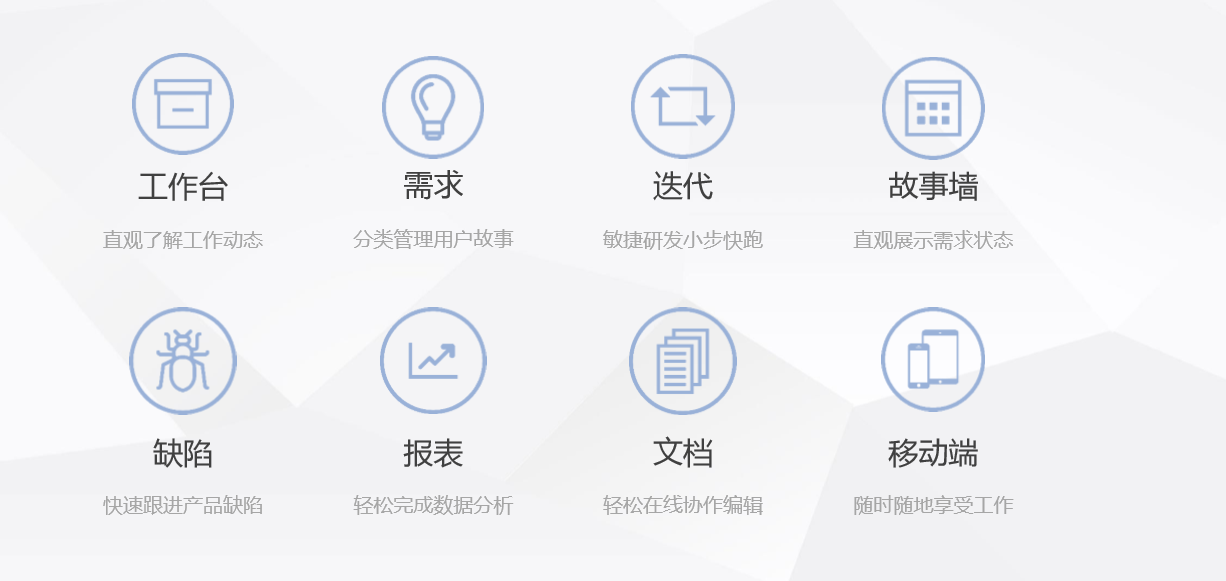 工作台
需求
迭代
故事墙
直观了解工作动态
分类管理用户故事
敏捷研发小步快跑
直观展示需求状态
缺陷
报表
文档
移动端
快速跟进产品缺陷
轻松完成数据分析
轻松在线协作编辑
随时随地享受工作